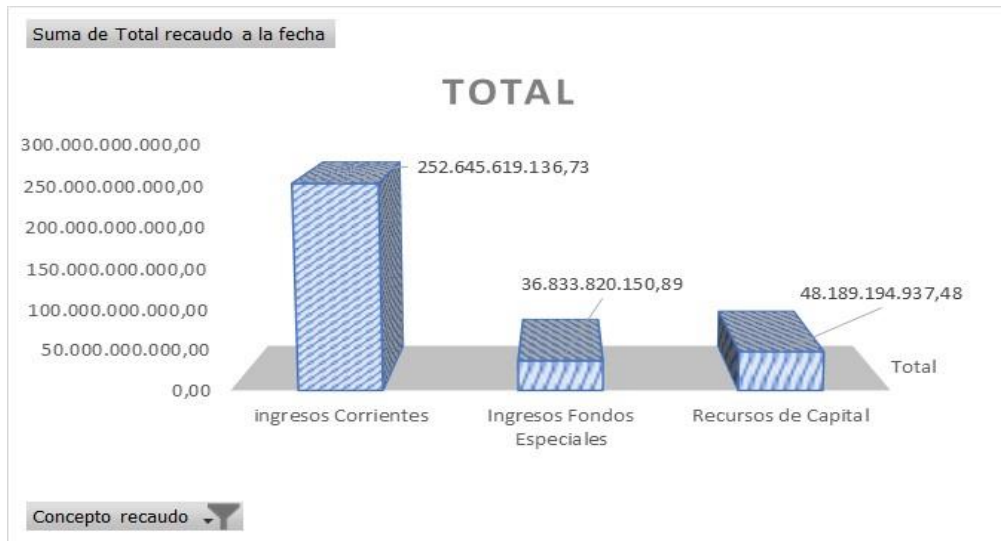 Suma de Total recaudo a la fecha
TOTAL
300.000.000.000,00
250.000.000.000,00
200.000.000.000,00
150.000.000.000,00
100.000.000.000,00
50.000.000.000,00
0,00
252.645.619.136,73
36.833.820.150,89
48.189.194.937,48
Total
ingresos Corrientes
Ingresos Fondos
Especiales
Recursos de Capital
Concepto recaudo